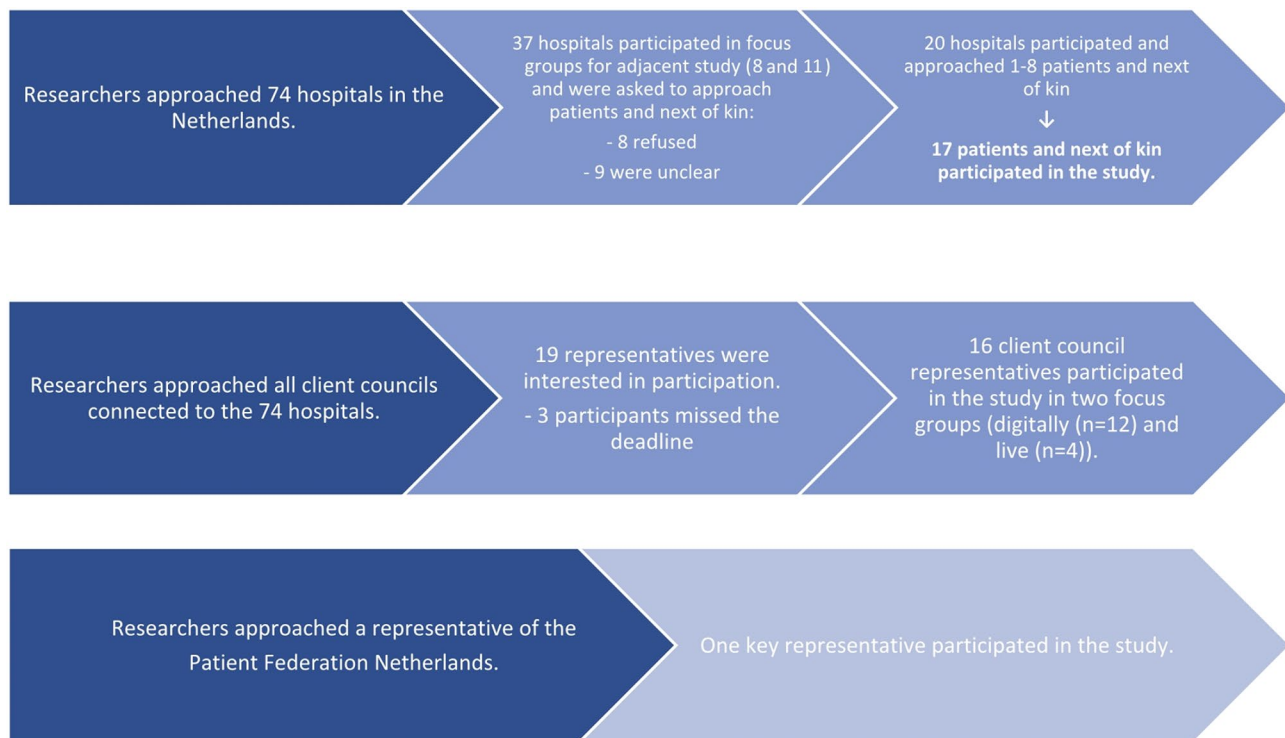 Researchers approached 74 hospitals in the
Netherlands.
37 hospitals participated in focus
groups for adjacent study (8 and 11)
and were asked to approach
patients and next of kin:
- 8 refused
- 9 were unclear
20 hospitals participated and
approached 1-8 patients and next
of kin
↓
17 patients and next of kin
participated in the study.
Researchers approached all client councils
connected to the 74 hospitals.
19 representatives were
interested in participation.
- 3 participants missed the
deadline
16 client council
representatives participated
in the study in two focus
groups (digitally (n=12) and
live (n=4)).
Researchers approached a representative of the
Patient Federation Netherlands.
One key representative participated in the study.